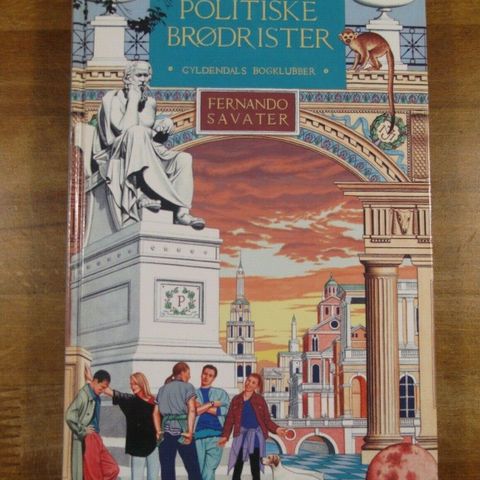 POLITISKE
BRØDRISTER
• GYLDENDALS BOGKLUBBER •
FERNANDO
SAVATER
P